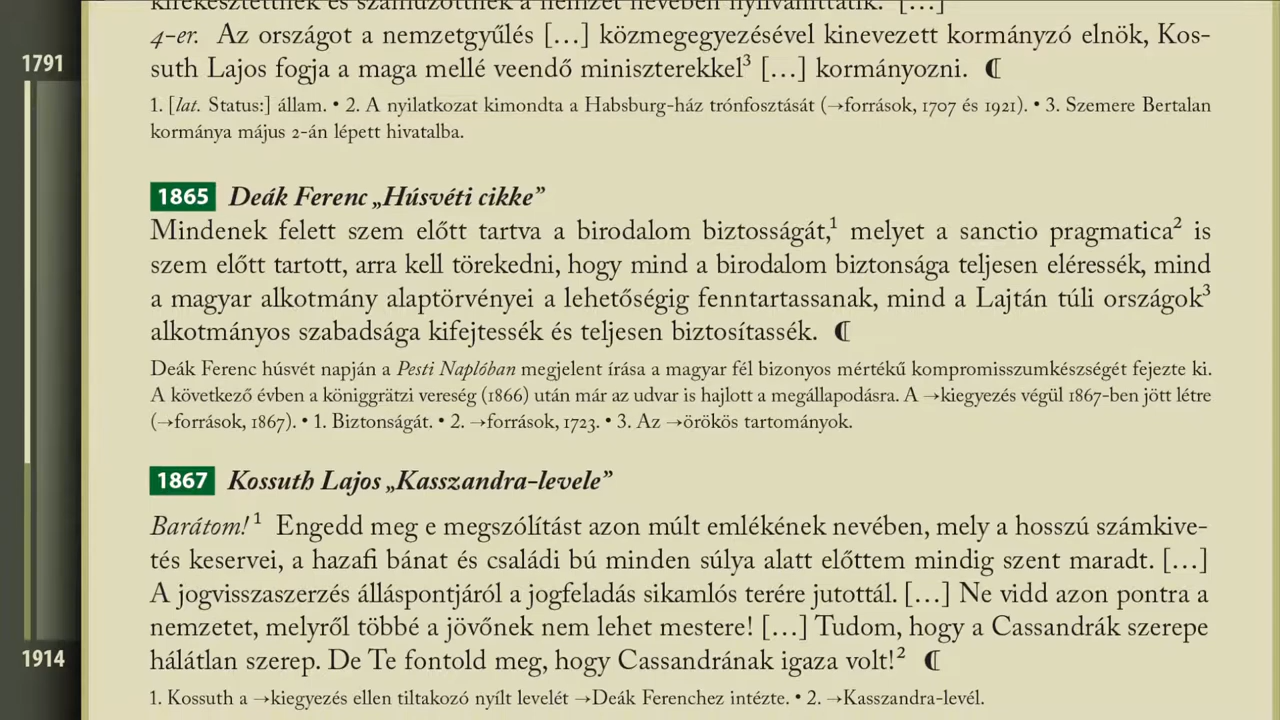 kirekesztettnek és száműzöttnek a nemzet nevében nyilváníttatik. […]
1791
4-er. Az országot a nemzetgyűlés […] közmegegyezésével kinevezett kormányzó elnök, Kos-
suth Lajos fogja a maga mellé veendő miniszterekkel³ […] kormányozni. ⁋
1. [lat. Status:] állam. • 2. A nyilatkozat kimondta a Habsburg-ház trónfosztását (→források, 1707 és 1921). • 3. Szemere Bertalan
kormánya május 2-án lépett hivatalba.
1865 Deák Ferenc „Húsvéti cikke”
Mindenek felett szem előtt tartva a birodalom biztosságát,¹ melyet a sanctio pragmatica² is
szem előtt tartott, arra kell törekedni, hogy mind a birodalom biztonsága teljesen eléressék, mind
a magyar alkotmány alaptörvényei a lehetőségig fenntartassanak, mind a Lajtán túli országok³
alkotmányos szabadsága kifejtessék és teljesen biztosítassék. ⁋
Deák Ferenc húsvét napján a Pesti Naplóban megjelent írása a magyar fél bizonyos mértékű kompromisszumkészségét fejezte ki.
A következő évben a königgrätzi vereség (1866) után már az udvar is hajlott a megállapodásra. A →kiegyezés végül 1867-ben jött létre
(→források, 1867). • 1. Biztonságát. • 2. →források, 1723. • 3. Az →örökös tartományok.
1867 Kossuth Lajos „Kasszandra-levele”
Barátom!¹ Engedd meg e megszólítást azon múlt emlékének nevében, mely a hosszú számkive-
tés keservei, a hazafi bánat és családi bú minden súlya alatt előttem mindig szent maradt. […]
A jogvisszaszerzés álláspontjáról a jogfeladás sikamlós terére jutottál. […] Ne vidd azon pontra a
nemzetet, melyről többé a jövőnek nem lehet mestere! […] Tudom, hogy a Cassandrák szerepe
1914
hálátlan szerep. De Te fontold meg, hogy Cassandrának igaza volt!² ⁋
1. Kossuth a →kiegyezés ellen tiltakozó nyílt levelét →Deák Ferenchez intézte. • 2. →Kasszandra-levél.